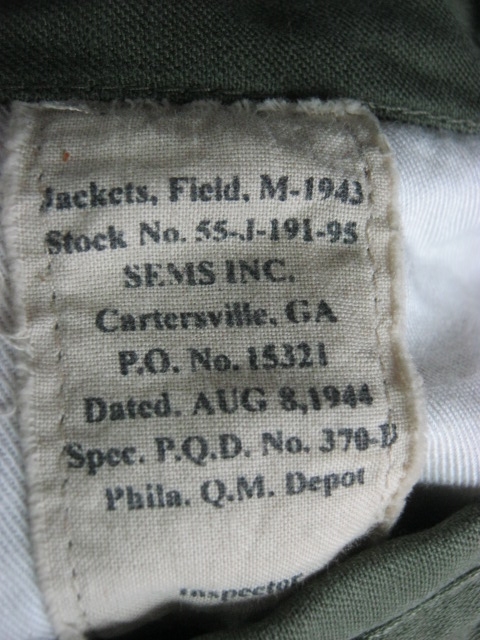 Jackets, Field, M-1943
Stock No. 55-J-191-95
SEMS INC.
Cartersville, GA
P.O. No. 15321
Dated. AUG 8,1944
Spec. P.Q.D. No. 370-B
Phila. Q.M. Depot
Inspector